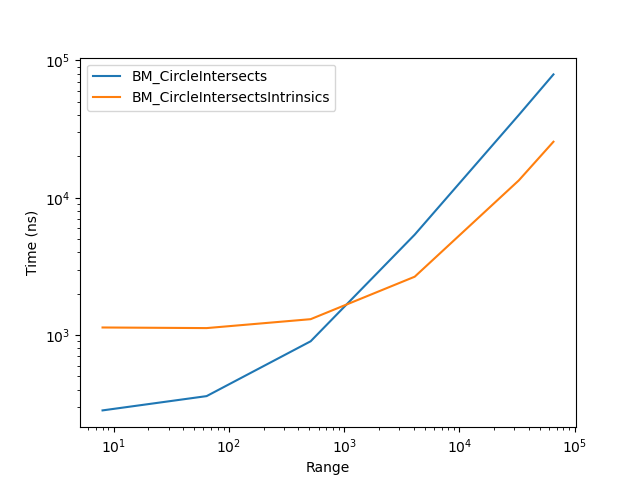 BM_CircleIntersects
BM_CircleIntersectsIntrinsics
Time (ns)
10⁵
10⁴
10³
10¹ 10² 10³ 10⁴ 10⁵
Range